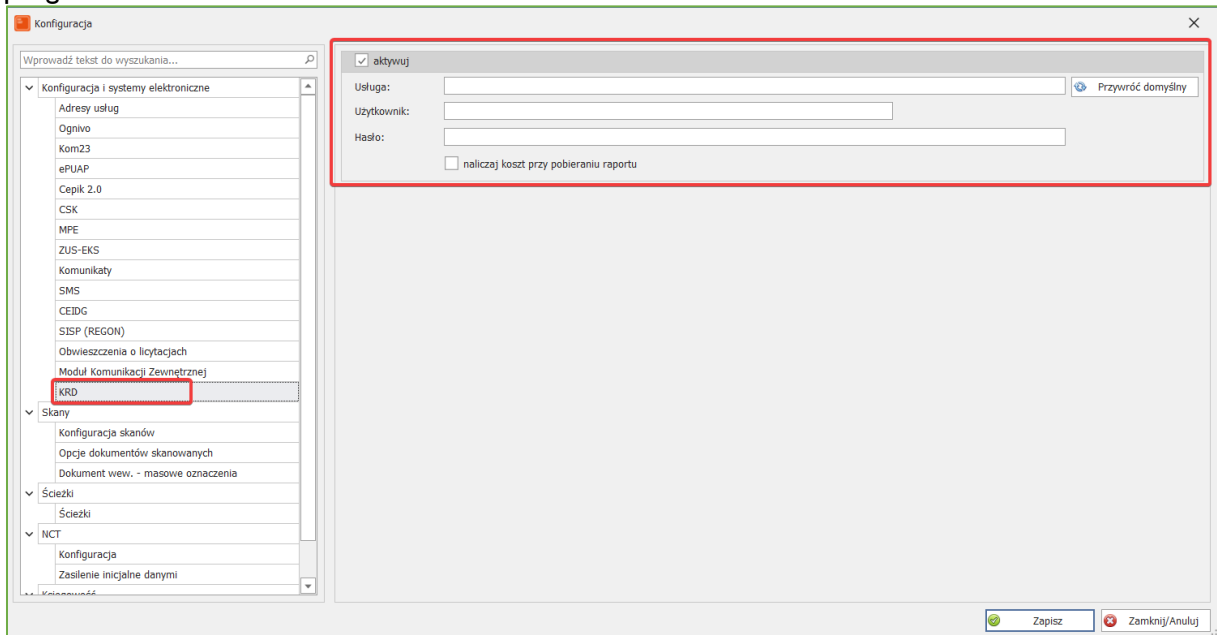 Konfiguracja
Wprowadź tekst do wyszukania...
Konfiguracja i systemy elektroniczne
Adresy usług
Ognivo
Kom23
ePUAP
Cepik 2.0
CSK
MPE
ZUS-EKS
Komunikaty
SMS
CEIDG
SISP (REGON)
Obwieszczenia o licytacjach
Moduł Komunikacji Zewnętrznej
KRD
Skany
Konfiguracja skanów
Opcje dokumentów skanowanych
Dokument wew. - masowe oznaczenia
Ścieżki
Ścieżki
NCT
Konfiguracja
Zasilenie inicjalne danymi
aktywuj
Usługa:
Przywróć domyślny
Użytkownik:
Hasło:
naliczaj koszt przy pobieraniu raportu
Zapisz
Zamknij/Anuluj